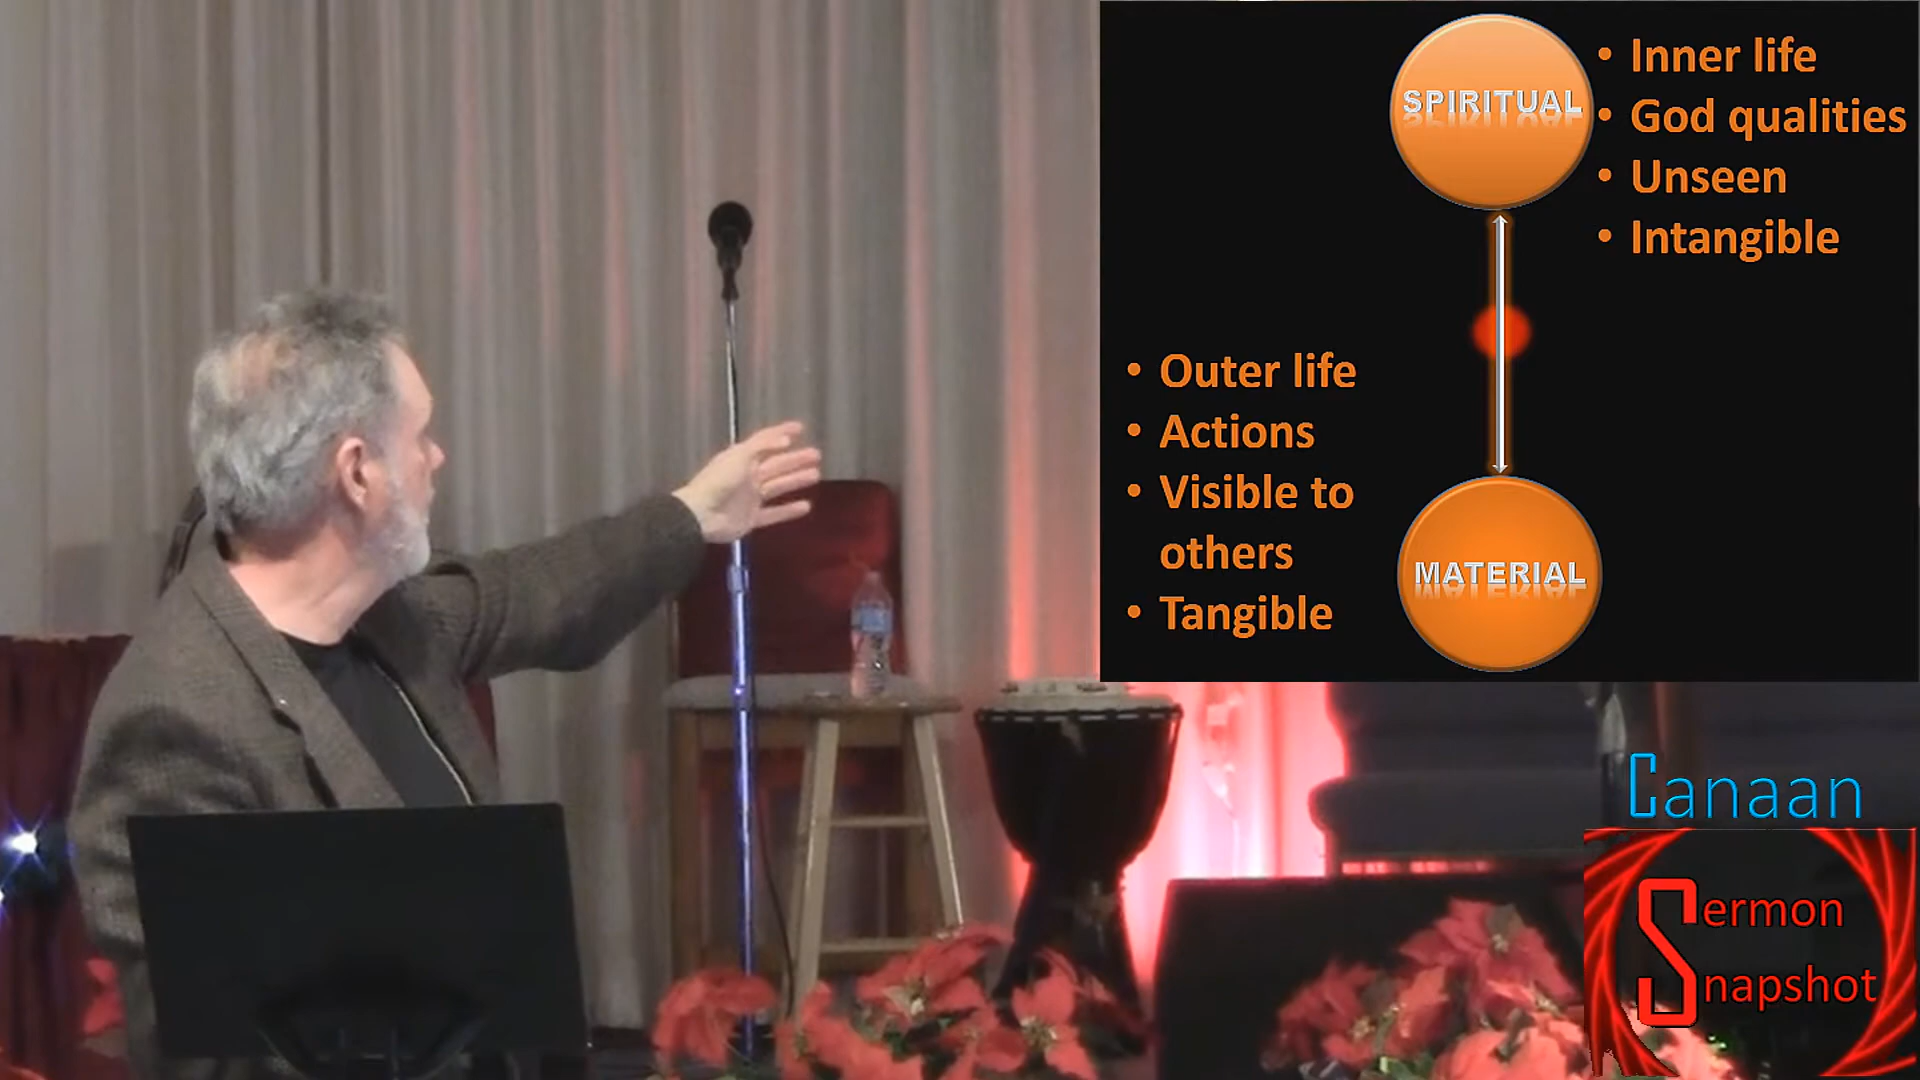 SPIRITUAL
• Inner life
• God qualities
• Unseen
• Intangible
• Outer life
• Actions
• Visible to
others
• Tangible
MATERIAL
Canaan
Sermon
Snapshot